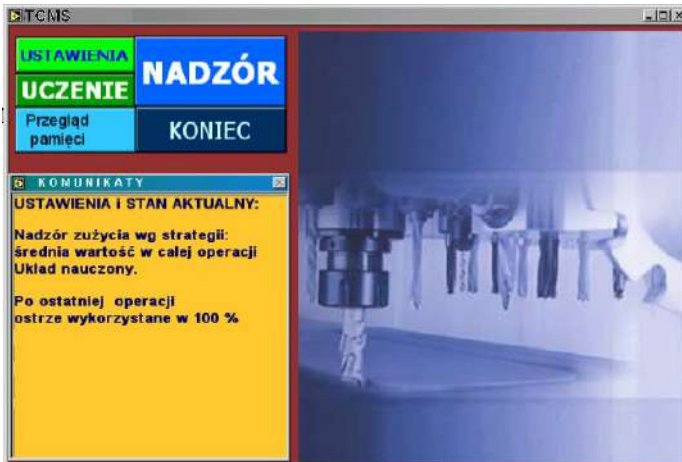 TCMS
USTAWIENIA
NADZÓR
UCZENIE
Przegląd
pamięci
KONIEC
KOMUNIKATY
USTAWIENIA i STAN AKTUALNY:
Nadzór zużycia wg strategii:
średnia wartość w całej operacji
Układ nauczony.
Po ostatniej operacji
ostrze wykorzystane w 100 %